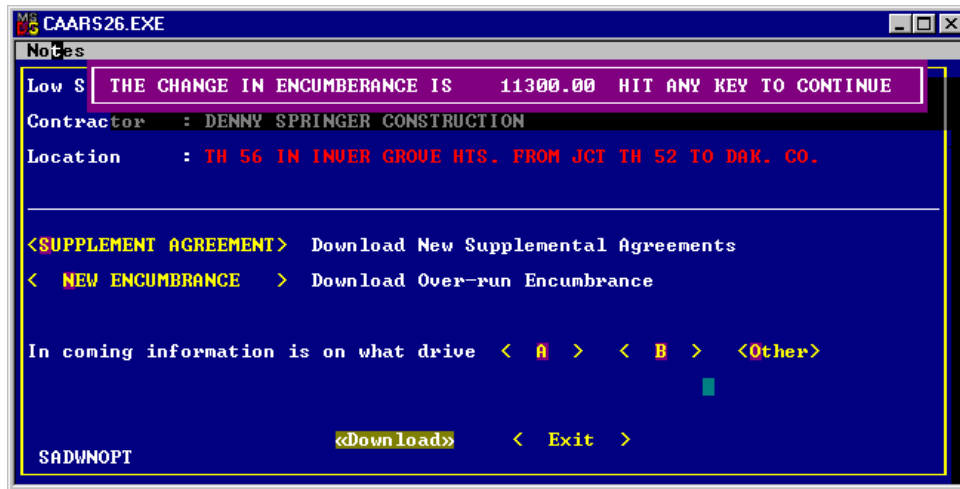 MS DOS CAARS26.EXE
Notes
Low S THE CHANGE IN ENCUMBERANCE IS 11300.00 HIT ANY KEY TO CONTINUE
Contractor : DENNY SPRINGER CONSTRUCTION
Location : TH 56 IN INVER GROVE HTS. FROM JCT TH 52 TO DAK. CO.
<SUPPLEMENT AGREEMENT> Download New Supplemental Agreements
< NEW ENCUMBRANCE > Download Over-run Encumbrance
In coming information is on what drive < A > < B > <Other>
«Download» < Exit >
SADWNOPT